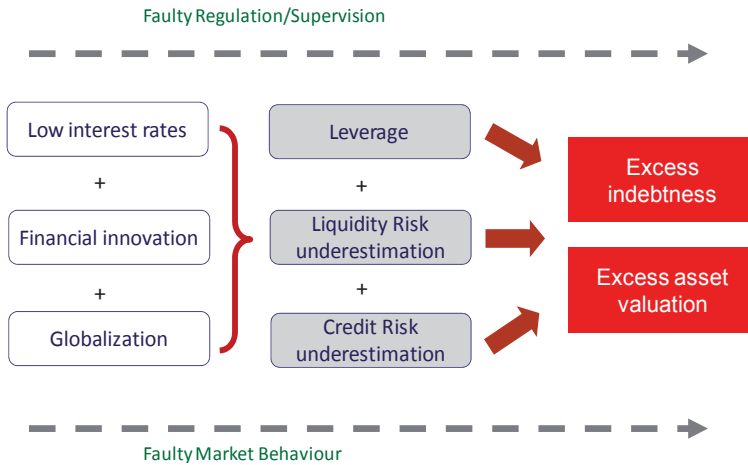 Faulty Regulation/Supervision
Low interest rates
+
Financial innovation
+
Globalization
Leverage
+
Liquidity Risk
underestimation
+
Credit Risk
underestimation
Excess
indebtness
Excess asset
valuation
Faulty Market Behaviour